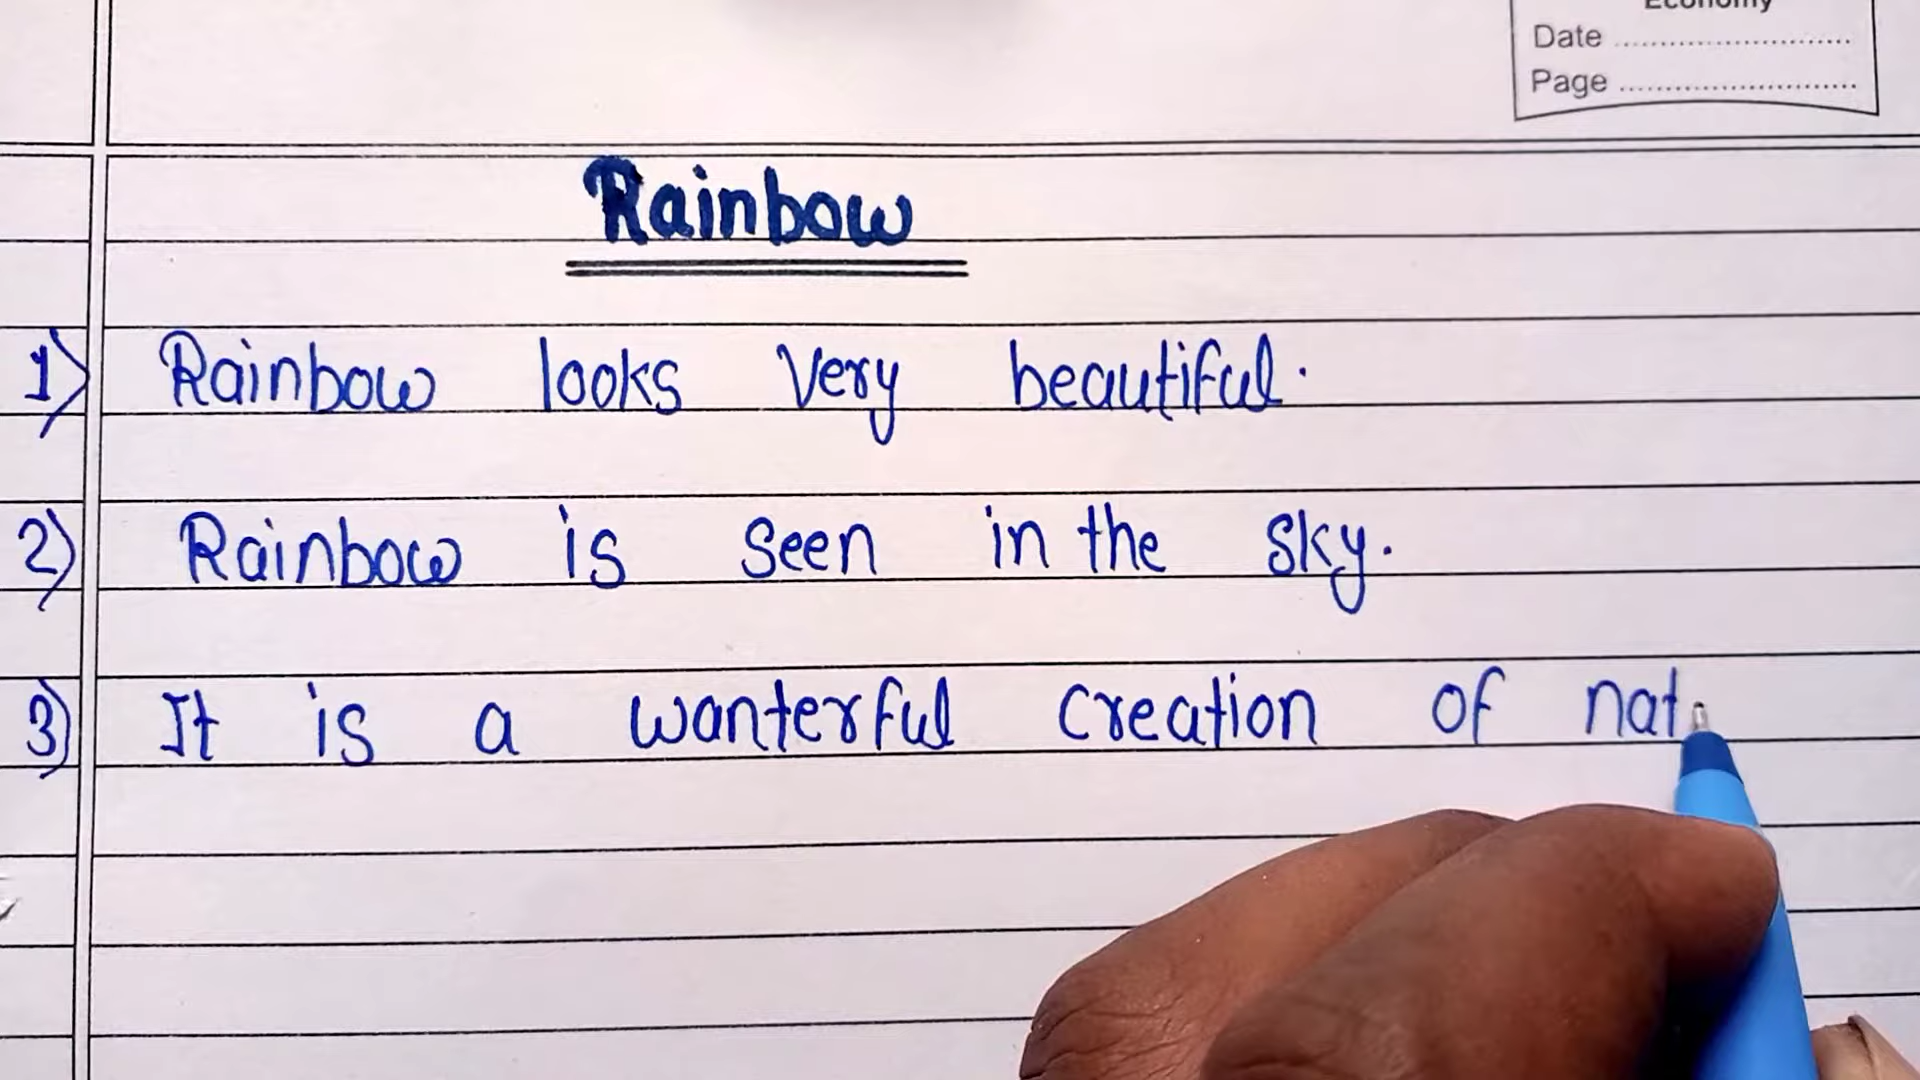 Economy
Date
Page
Rainbow
1) Rainbow looks very beautiful.
2) Rainbow is seen in the sky.
3) It is a wanterful creation of nat